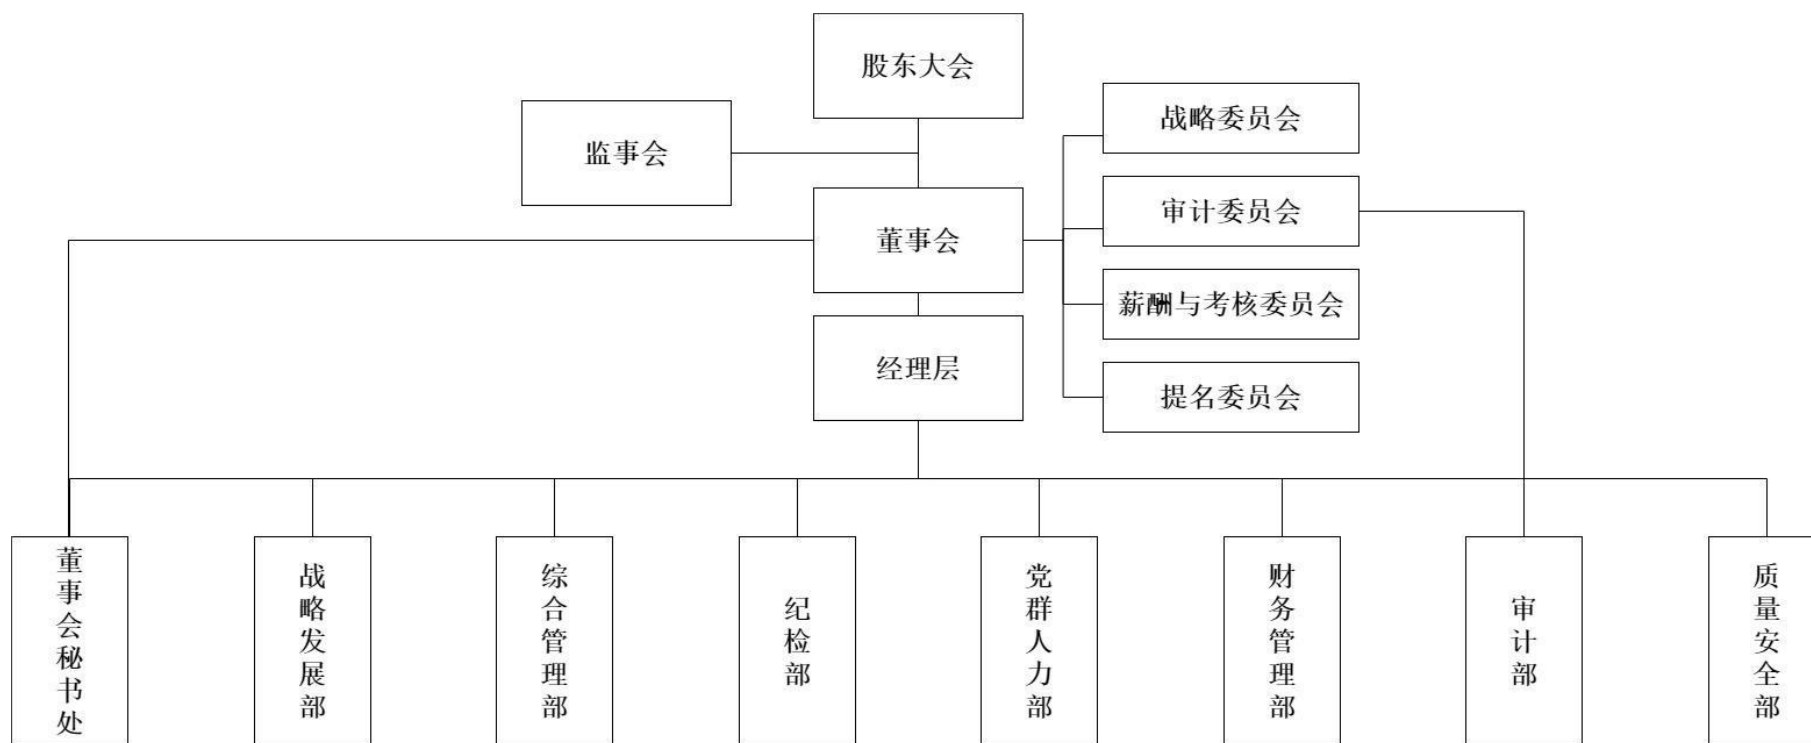 股东大会
监事会
战略委员会
审计委员会
董事会
薪酬与考核委员会
经理层
提名委员会
董事会秘书处
战略发展部
综合管理部
纪检部
党群人力部
财务管理部
审计部
质量安全部